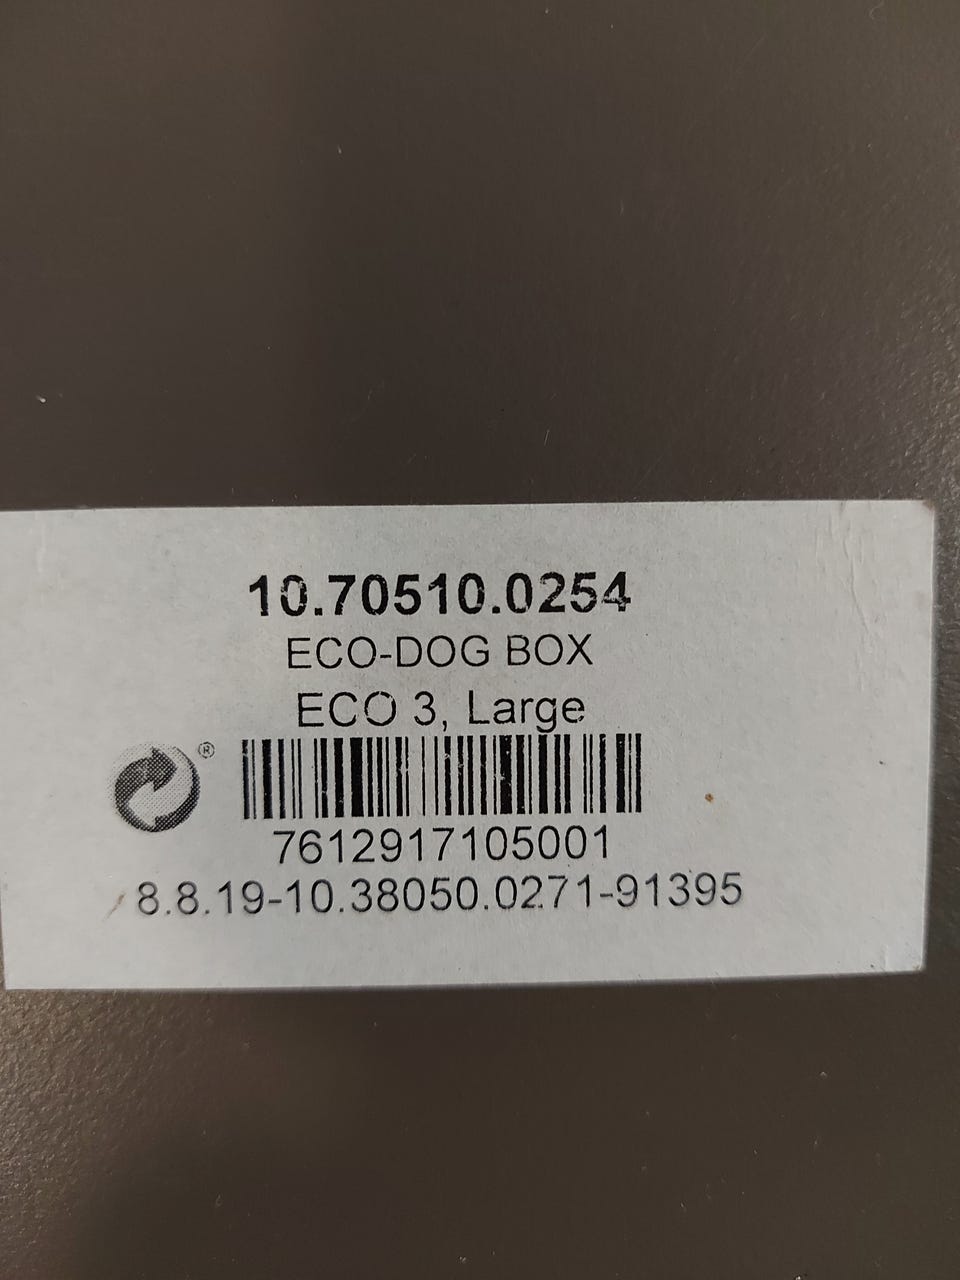 10.70510.0254
ECO-DOG BOX
ECO 3, Large
®
7612917105001
8.8.19-10.38050.0271-91395